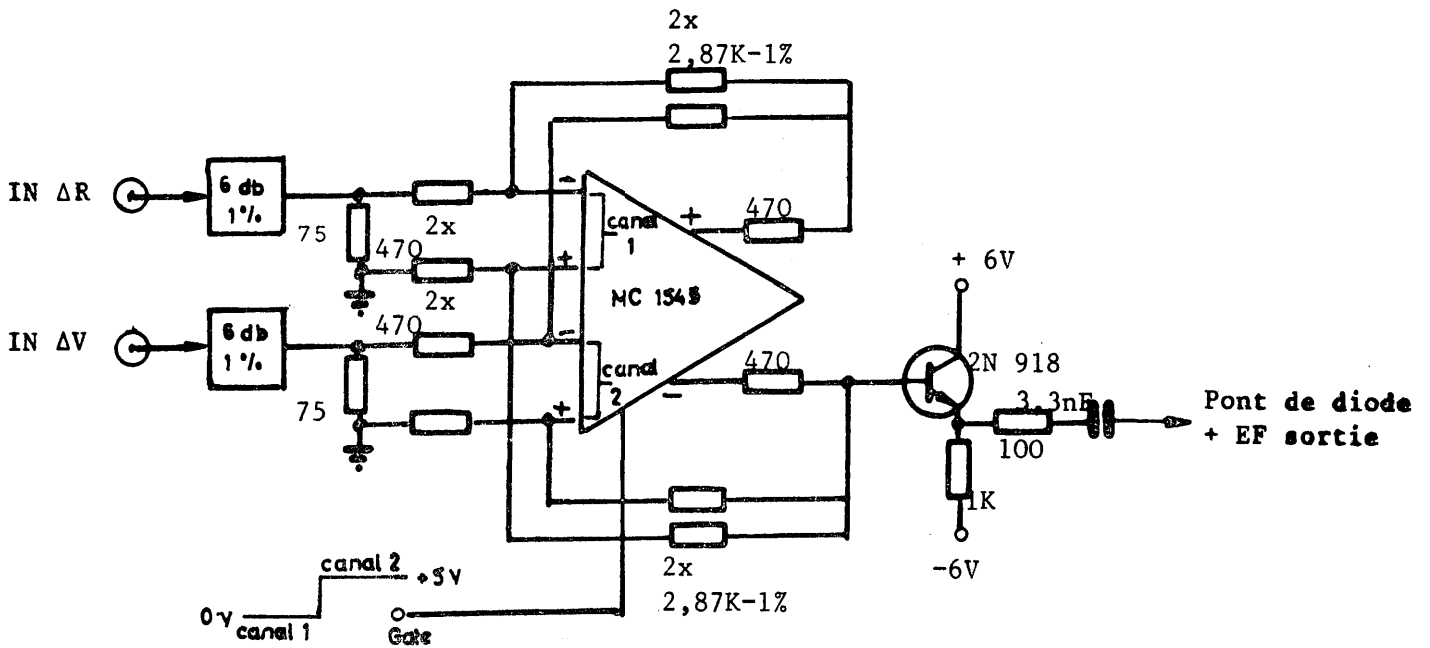 2x
2,87K-1%
IN ΔR
6 db
1%
75
2x
470
canal
1
+
470
-
+
2x
470
MC 1545
+ 6V
IN ΔV
6 db
1%
75
-
canal
2
+
470
-
2N 918
3,3nF
100
Pont de diode
+ EF sortie
1K
-6V
2x
2,87K-1%
canal 2
+5V
0V
canal 1
Gate